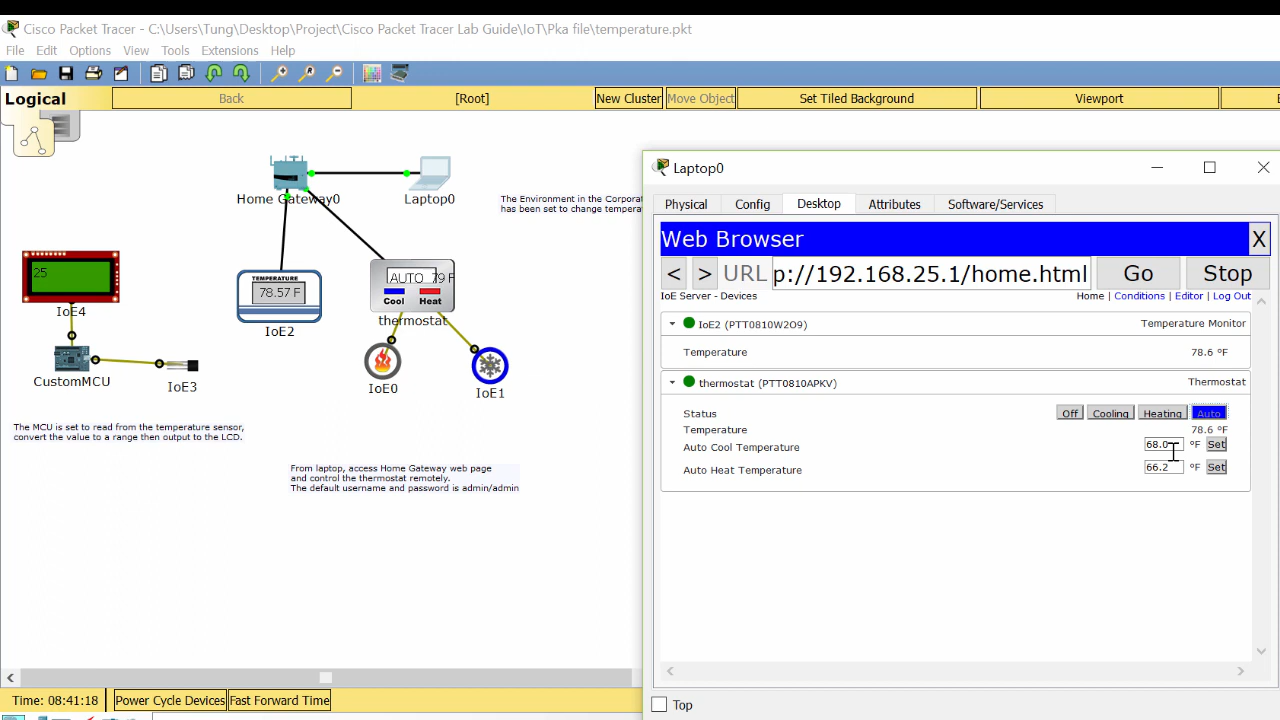 Cisco Packet Tracer - C:\Users\Tung\Desktop\Project\Cisco Packet Tracer Lab Guide\IoT\Pka file\temperature.pkt
File Edit Options View Tools Extensions Help
Logical
Back
[Root]
New Cluster
Move Object
Set Tiled Background
Viewport
Home Gateway0
Laptop0
The Environment in the Corporat
has been set to change temperat
25
IoE4
TEMPERATURE
78.57 F
IoE2
AUTO 79 F
Cool Heat
thermostat
CustomMCU
IoE3
IoE0
IoE1
The MCU is set to read from the temperature sensor,
convert the value to a range then output to the LCD.
From laptop, access Home Gateway web page
and control the thermostat remotely.
The default username and password is admin/admin
Time: 08:41:18
Power Cycle Devices
Fast Forward Time
Laptop0
Physical Config Desktop Attributes Software/Services
Web Browser X
< > URL p://192.168.25.1/home.html Go Stop
IoE Server - Devices Home | Conditions | Editor | Log Out
IoE2 (PTT0810W2O9) Temperature Monitor
Temperature 78.6 °F
thermostat (PTT0810APKV) Thermostat
Status Off Cooling Heating Auto
Temperature 78.6 °F
Auto Cool Temperature 68.0 °F Set
Auto Heat Temperature 66.2 °F Set
Top